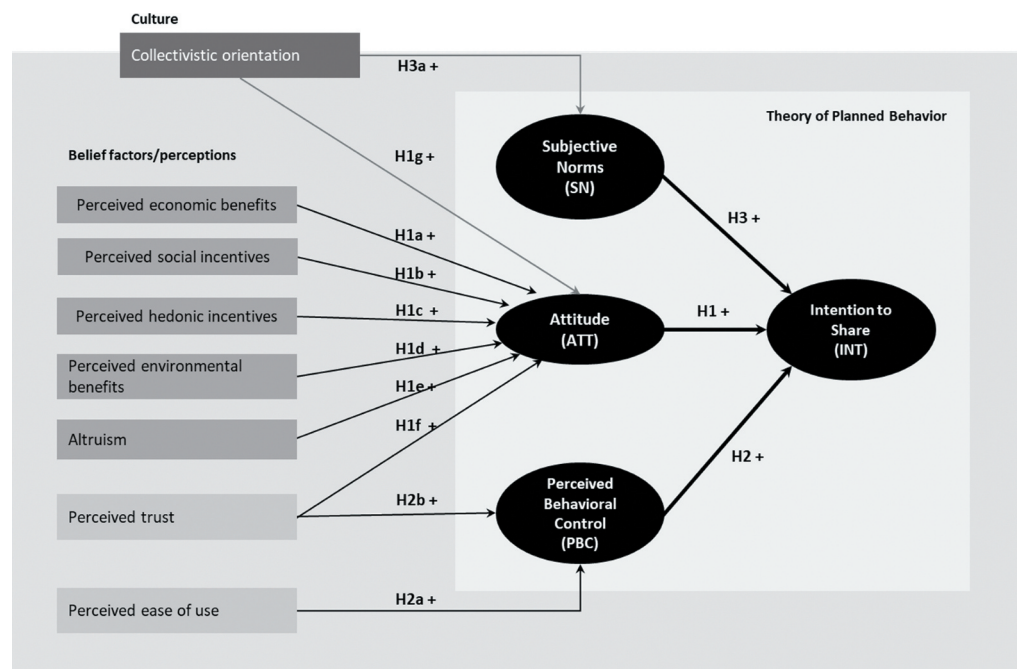 Culture
Collectivistic orientation
H3a +
Theory of Planned Behavior
Subjective
Norms
(SN)
Belief factors/perceptions
H1g +
Perceived economic benefits
H3 +
H1a +
Perceived social incentives
H1b +
Perceived hedonic incentives
H1c +
Attitude
(ATT)
H1 +
Intention to
Share
(INT)
H1d +
Perceived environmental
benefits
H1e +
Altruism
H1f +
H2 +
Perceived trust
H2b +
Perceived
Behavioral
Control
(PBC)
Perceived ease of use
H2a +